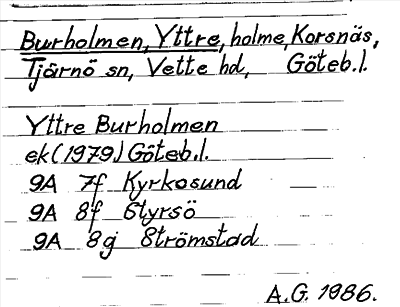 Burholmen, Yttre, holme, Korsnäs,
Tjärnö sn, Vette hd, Göteb.l.
Yttre Burholmen
ek (1979) Göteb.l.
9A 7f Kyrkosund
9A 8f Styrsö
9A 8g Strömstad
A.G. 1986.